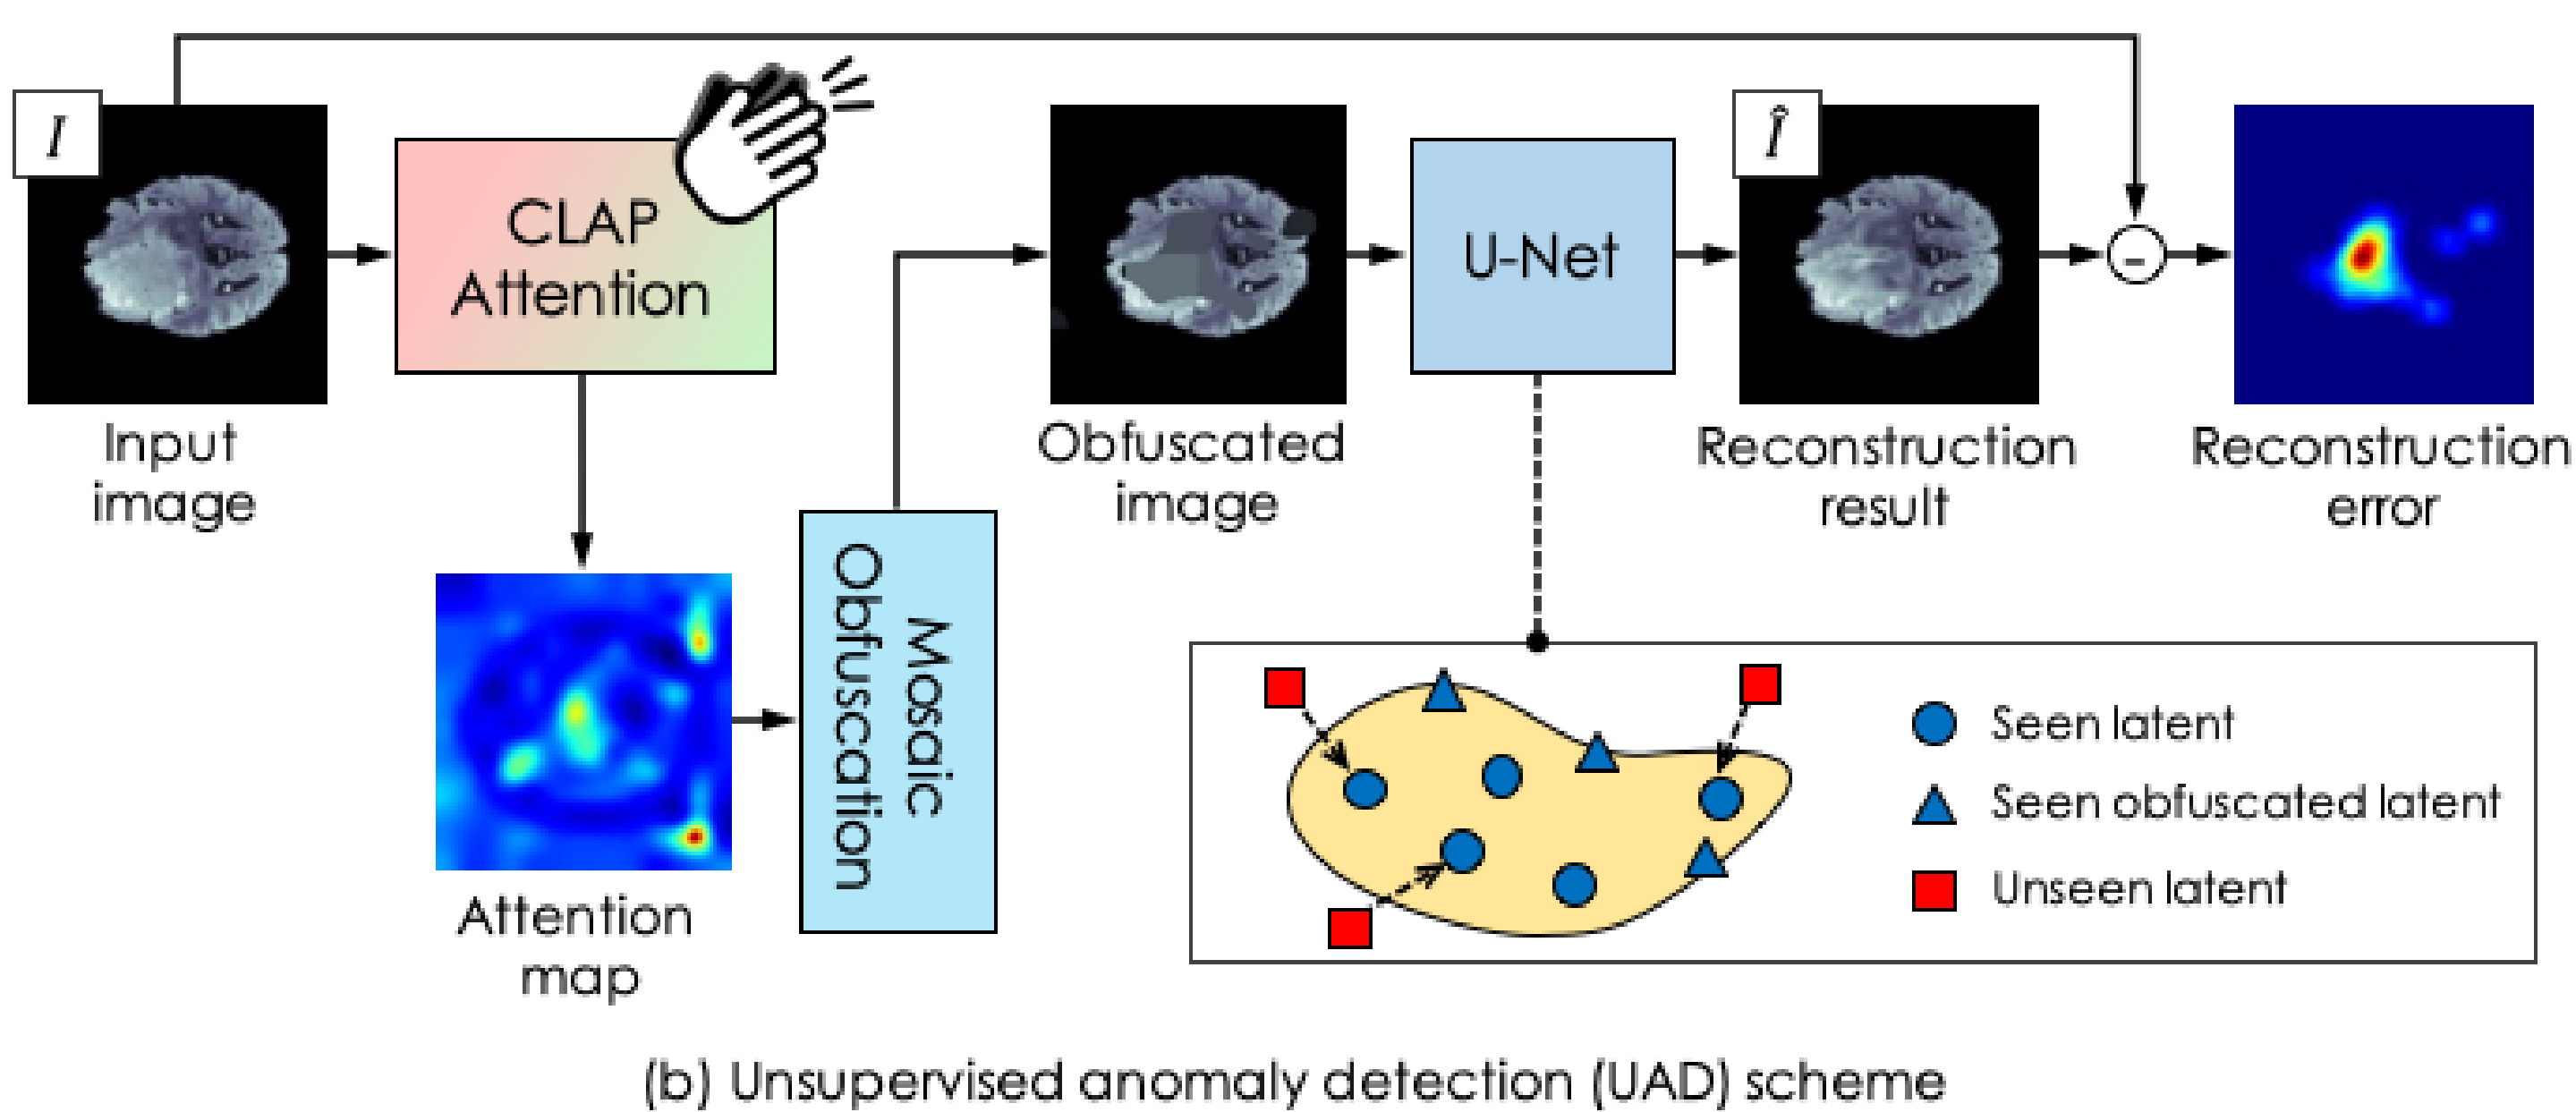 I
CLAP
Attention
Input
image
Attention
map
Mosaic
Obfuscation
Obfuscated
image
U-Net
Î
Reconstruction
result
-
Reconstruction
error
Seen latent
Seen obfuscated latent
Unseen latent
(b) Unsupervised anomaly detection (UAD) scheme